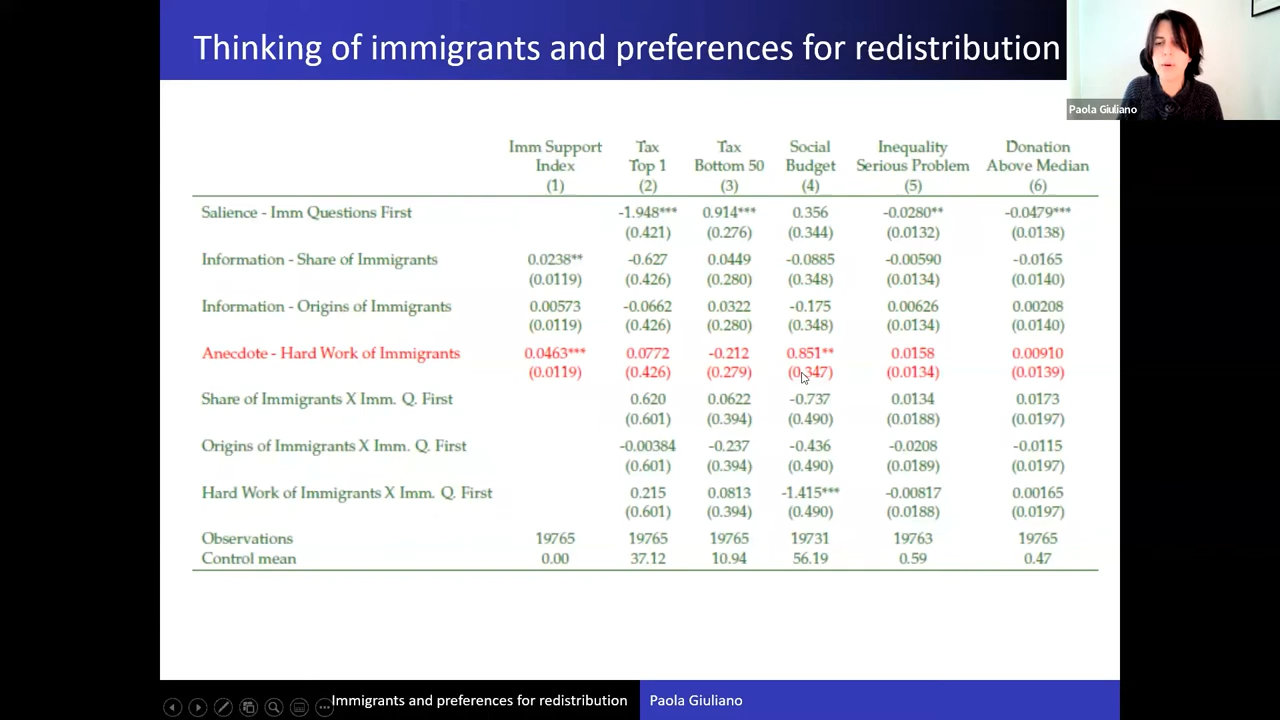 Thinking of immigrants and preferences for redistribution
Paola Giuliano
Imm Support Tax Tax Social Inequality Donation
Index Top 1 Bottom 50 Budget Serious Problem Above Median
(1) (2) (3) (4) (5) (6)
Salience - Imm Questions First -1.948*** 0.914*** 0.356 -0.0280** -0.0479***
(0.421) (0.276) (0.344) (0.0132) (0.0138)
Information - Share of Immigrants 0.0238** -0.627 0.0449 -0.0885 -0.00590 -0.0165
(0.0119) (0.426) (0.280) (0.348) (0.0134) (0.0140)
Information - Origins of Immigrants 0.00573 -0.0662 0.0322 -0.175 0.00626 0.00208
(0.0119) (0.426) (0.280) (0.348) (0.0134) (0.0140)
Anecdote - Hard Work of Immigrants 0.0463*** 0.0772 -0.212 0.851** 0.0158 0.00910
(0.0119) (0.426) (0.279) (0.347) (0.0134) (0.0139)
Share of Immigrants X Imm. Q. First 0.620 0.0622 -0.737 0.0134 0.0173
(0.601) (0.394) (0.490) (0.0188) (0.0197)
Origins of Immigrants X Imm. Q. First -0.00384 -0.237 -0.436 -0.0208 -0.0115
(0.601) (0.394) (0.490) (0.0189) (0.0197)
Hard Work of Immigrants X Imm. Q. First 0.215 0.0813 -1.415*** -0.00817 0.00165
(0.601) (0.394) (0.490) (0.0188) (0.0197)
Observations 19765 19765 19765 19731 19763 19765
Control mean 0.00 37.12 10.94 56.19 0.59 0.47
Immigrants and preferences for redistribution Paola Giuliano